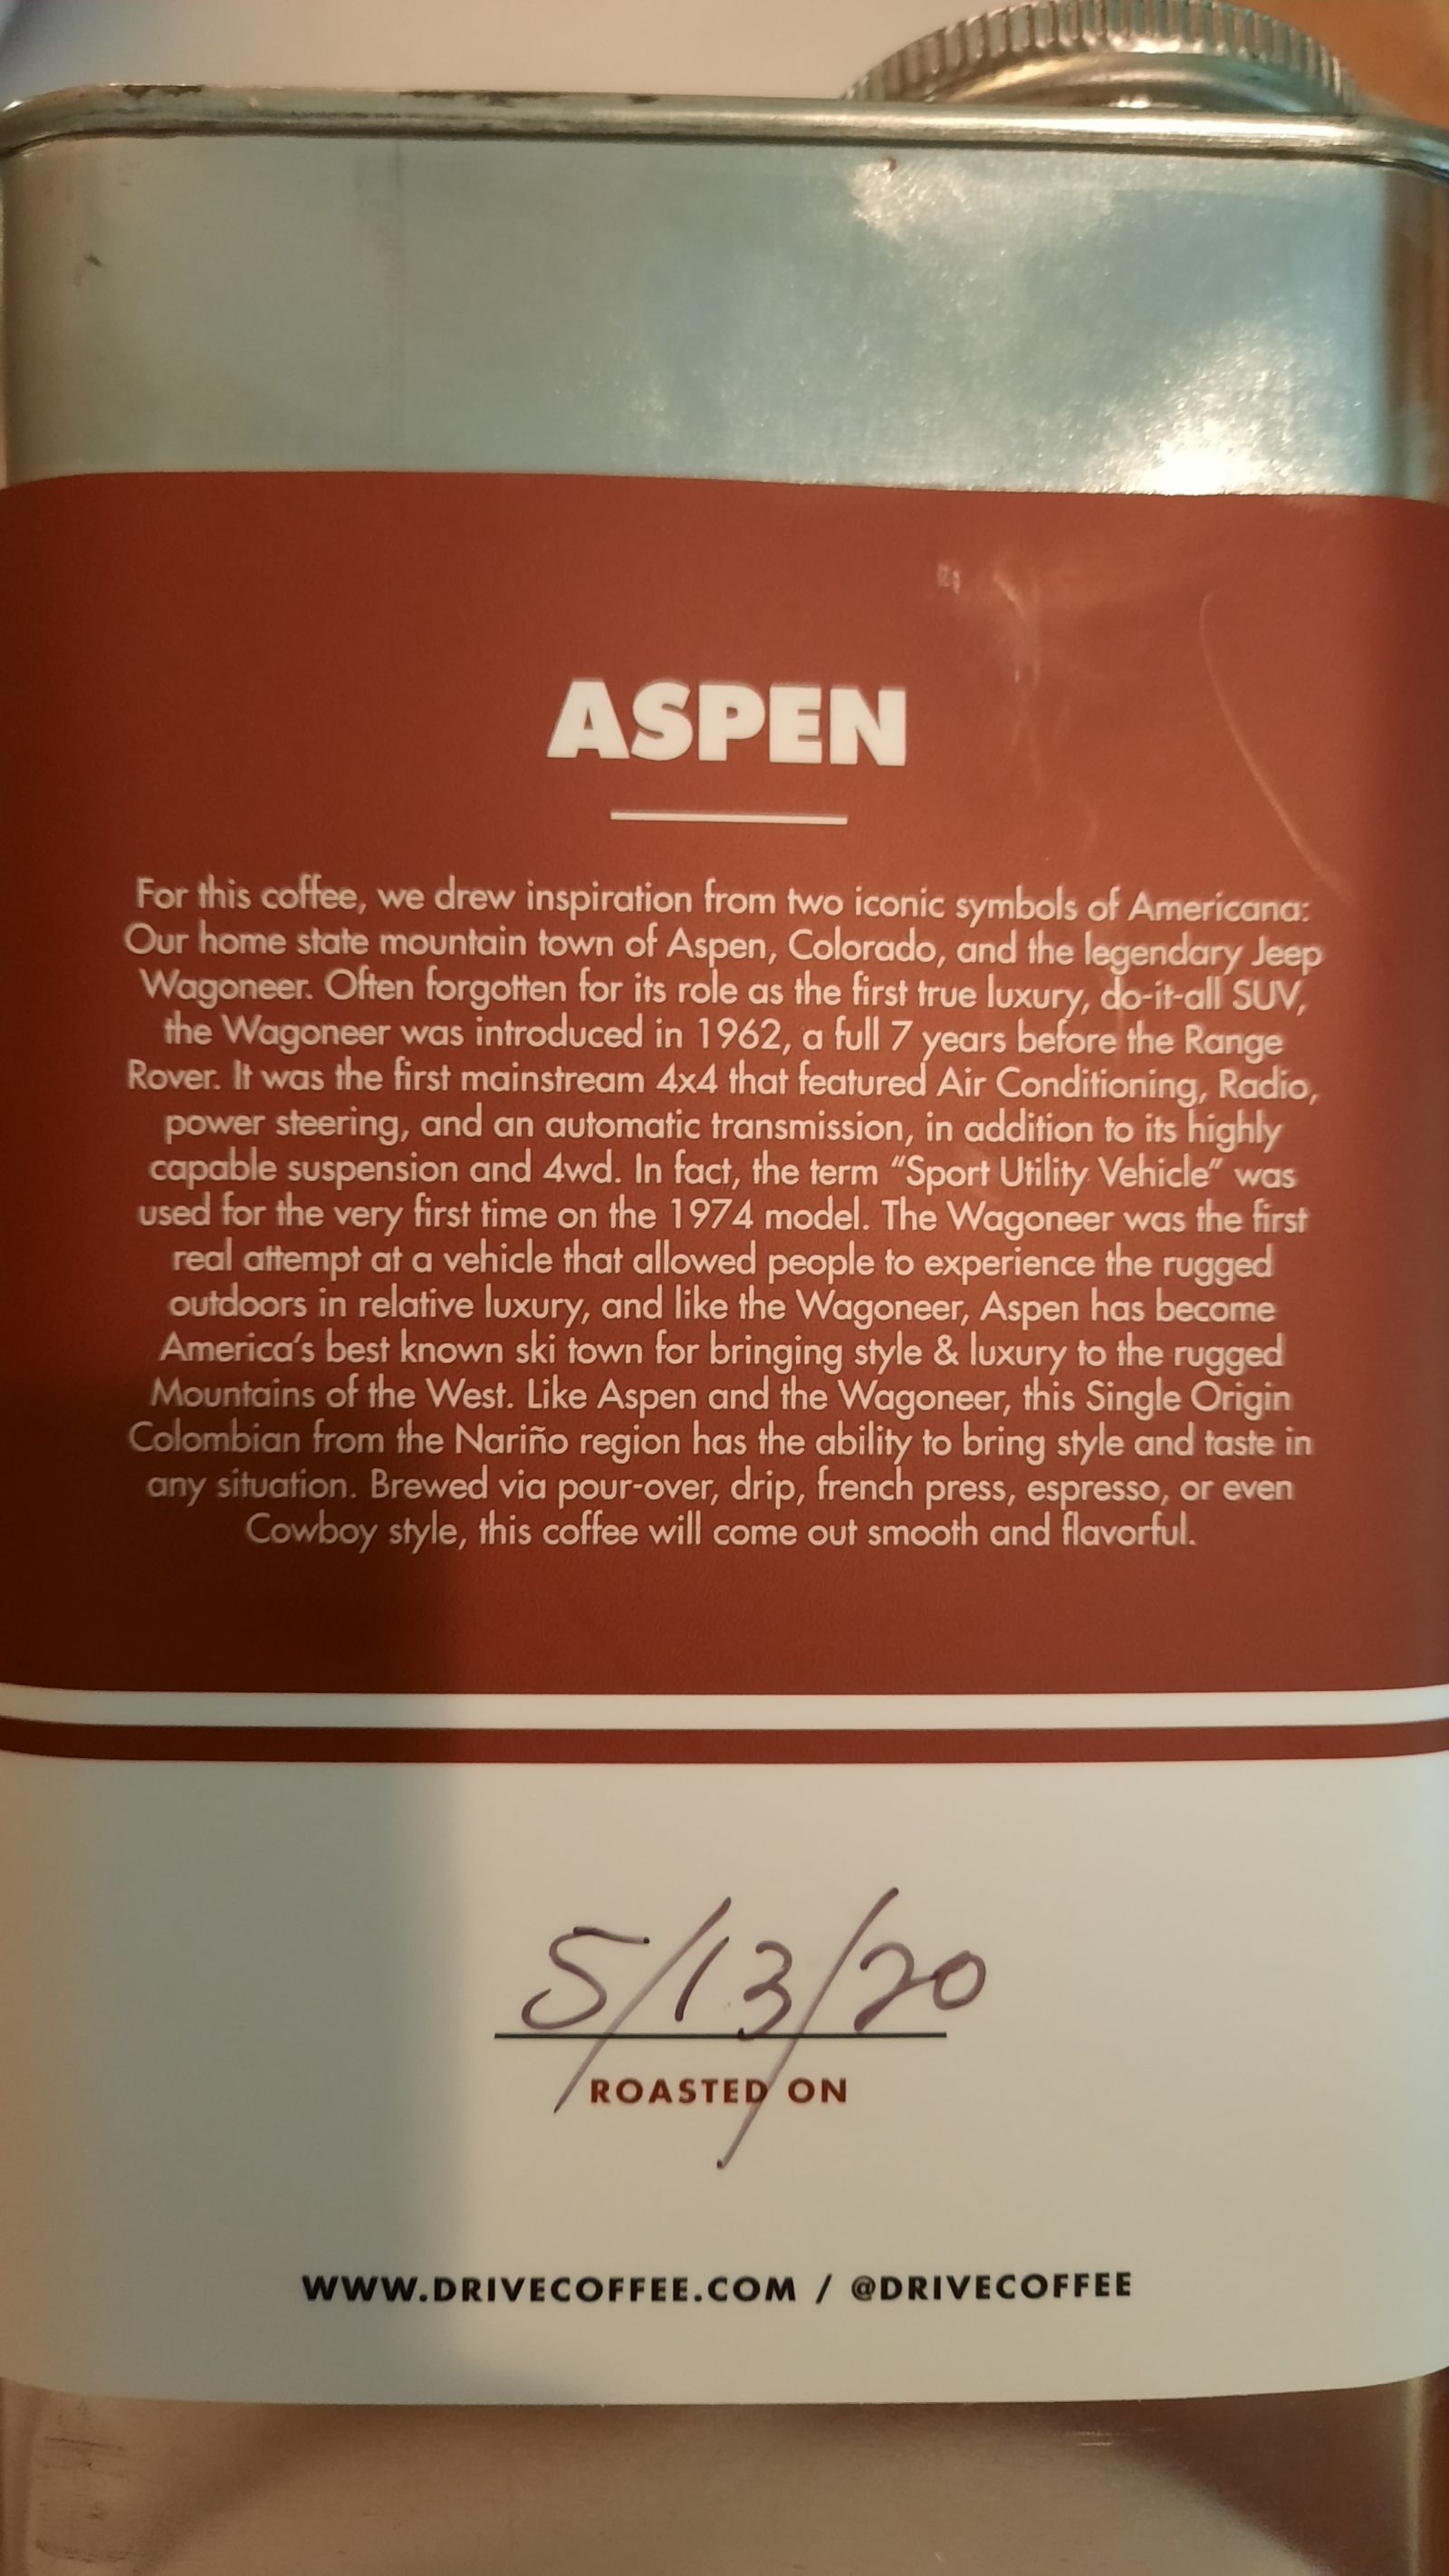 ASPEN
For this coffee, we drew inspiration from two iconic symbols of Americana:
Our home state mountain town of Aspen, Colorado, and the legendary Jeep
Wagoneer. Often forgotten for its role as the first true luxury, do-it-all SUV,
the Wagoneer was introduced in 1962, a full 7 years before the Range
Rover. It was the first mainstream 4x4 that featured Air Conditioning, Radio,
power steering, and an automatic transmission, in addition to its highly
capable suspension and 4wd. In fact, the term “Sport Utility Vehicle” was
used for the very first time on the 1974 model. The Wagoneer was the first
real attempt at a vehicle that allowed people to experience the rugged
outdoors in relative luxury, and like the Wagoneer, Aspen has become
America’s best known ski town for bringing style & luxury to the rugged
Mountains of the West. Like Aspen and the Wagoneer, this Single Origin
Colombian from the Nariño region has the ability to bring style and taste in
any situation. Brewed via pour-over, drip, french press, espresso, or even
Cowboy style, this coffee will come out smooth and flavorful.
5/13/20
ROASTED ON
WWW.DRIVECOFFEE.COM / @DRIVECOFFEE